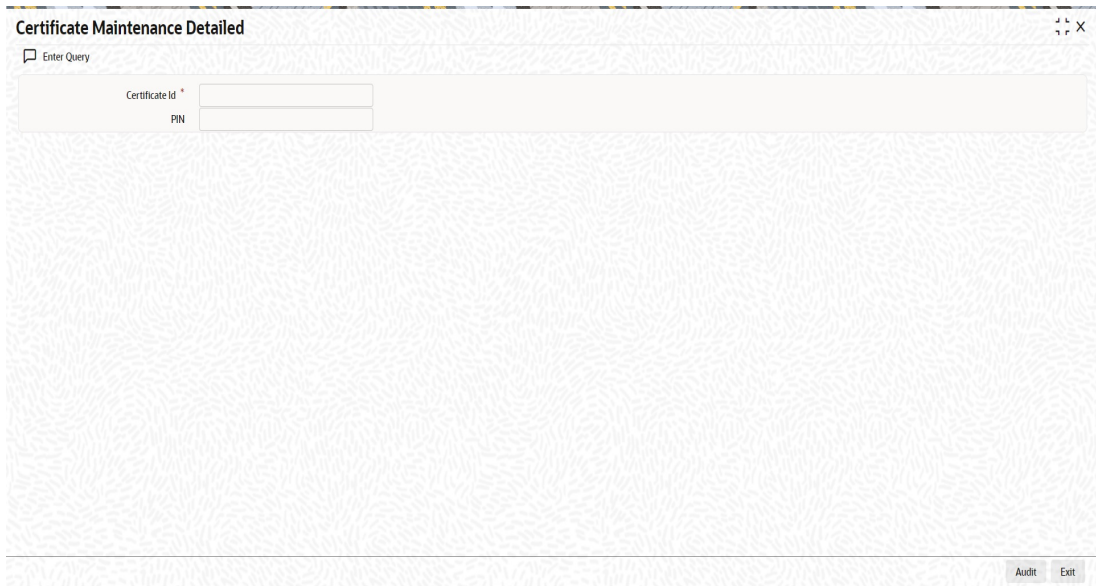 Certificate Maintenance Detailed
Enter Query
Certificate Id *
PIN
Audit Exit